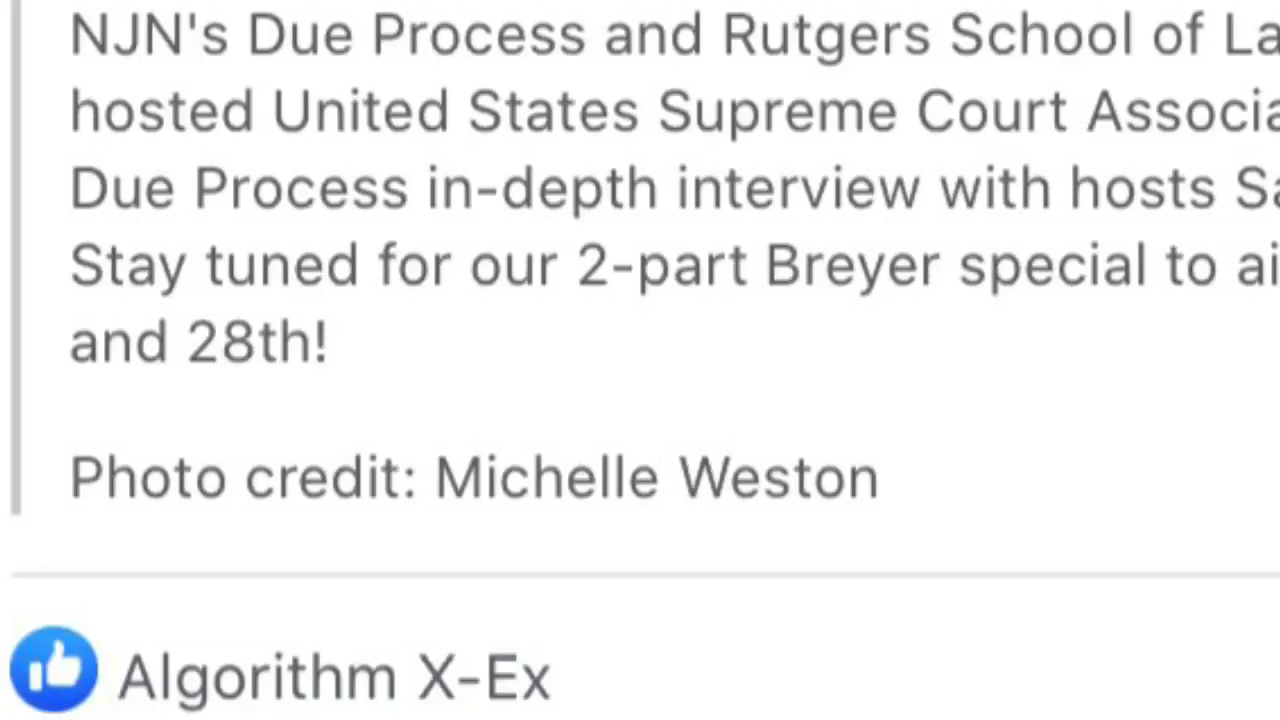 NJN's Due Process and Rutgers School of La
hosted United States Supreme Court Associa
Due Process in-depth interview with hosts Sa
Stay tuned for our 2-part Breyer special to ai
and 28th!
Photo credit: Michelle Weston
Algorithm X-Ex